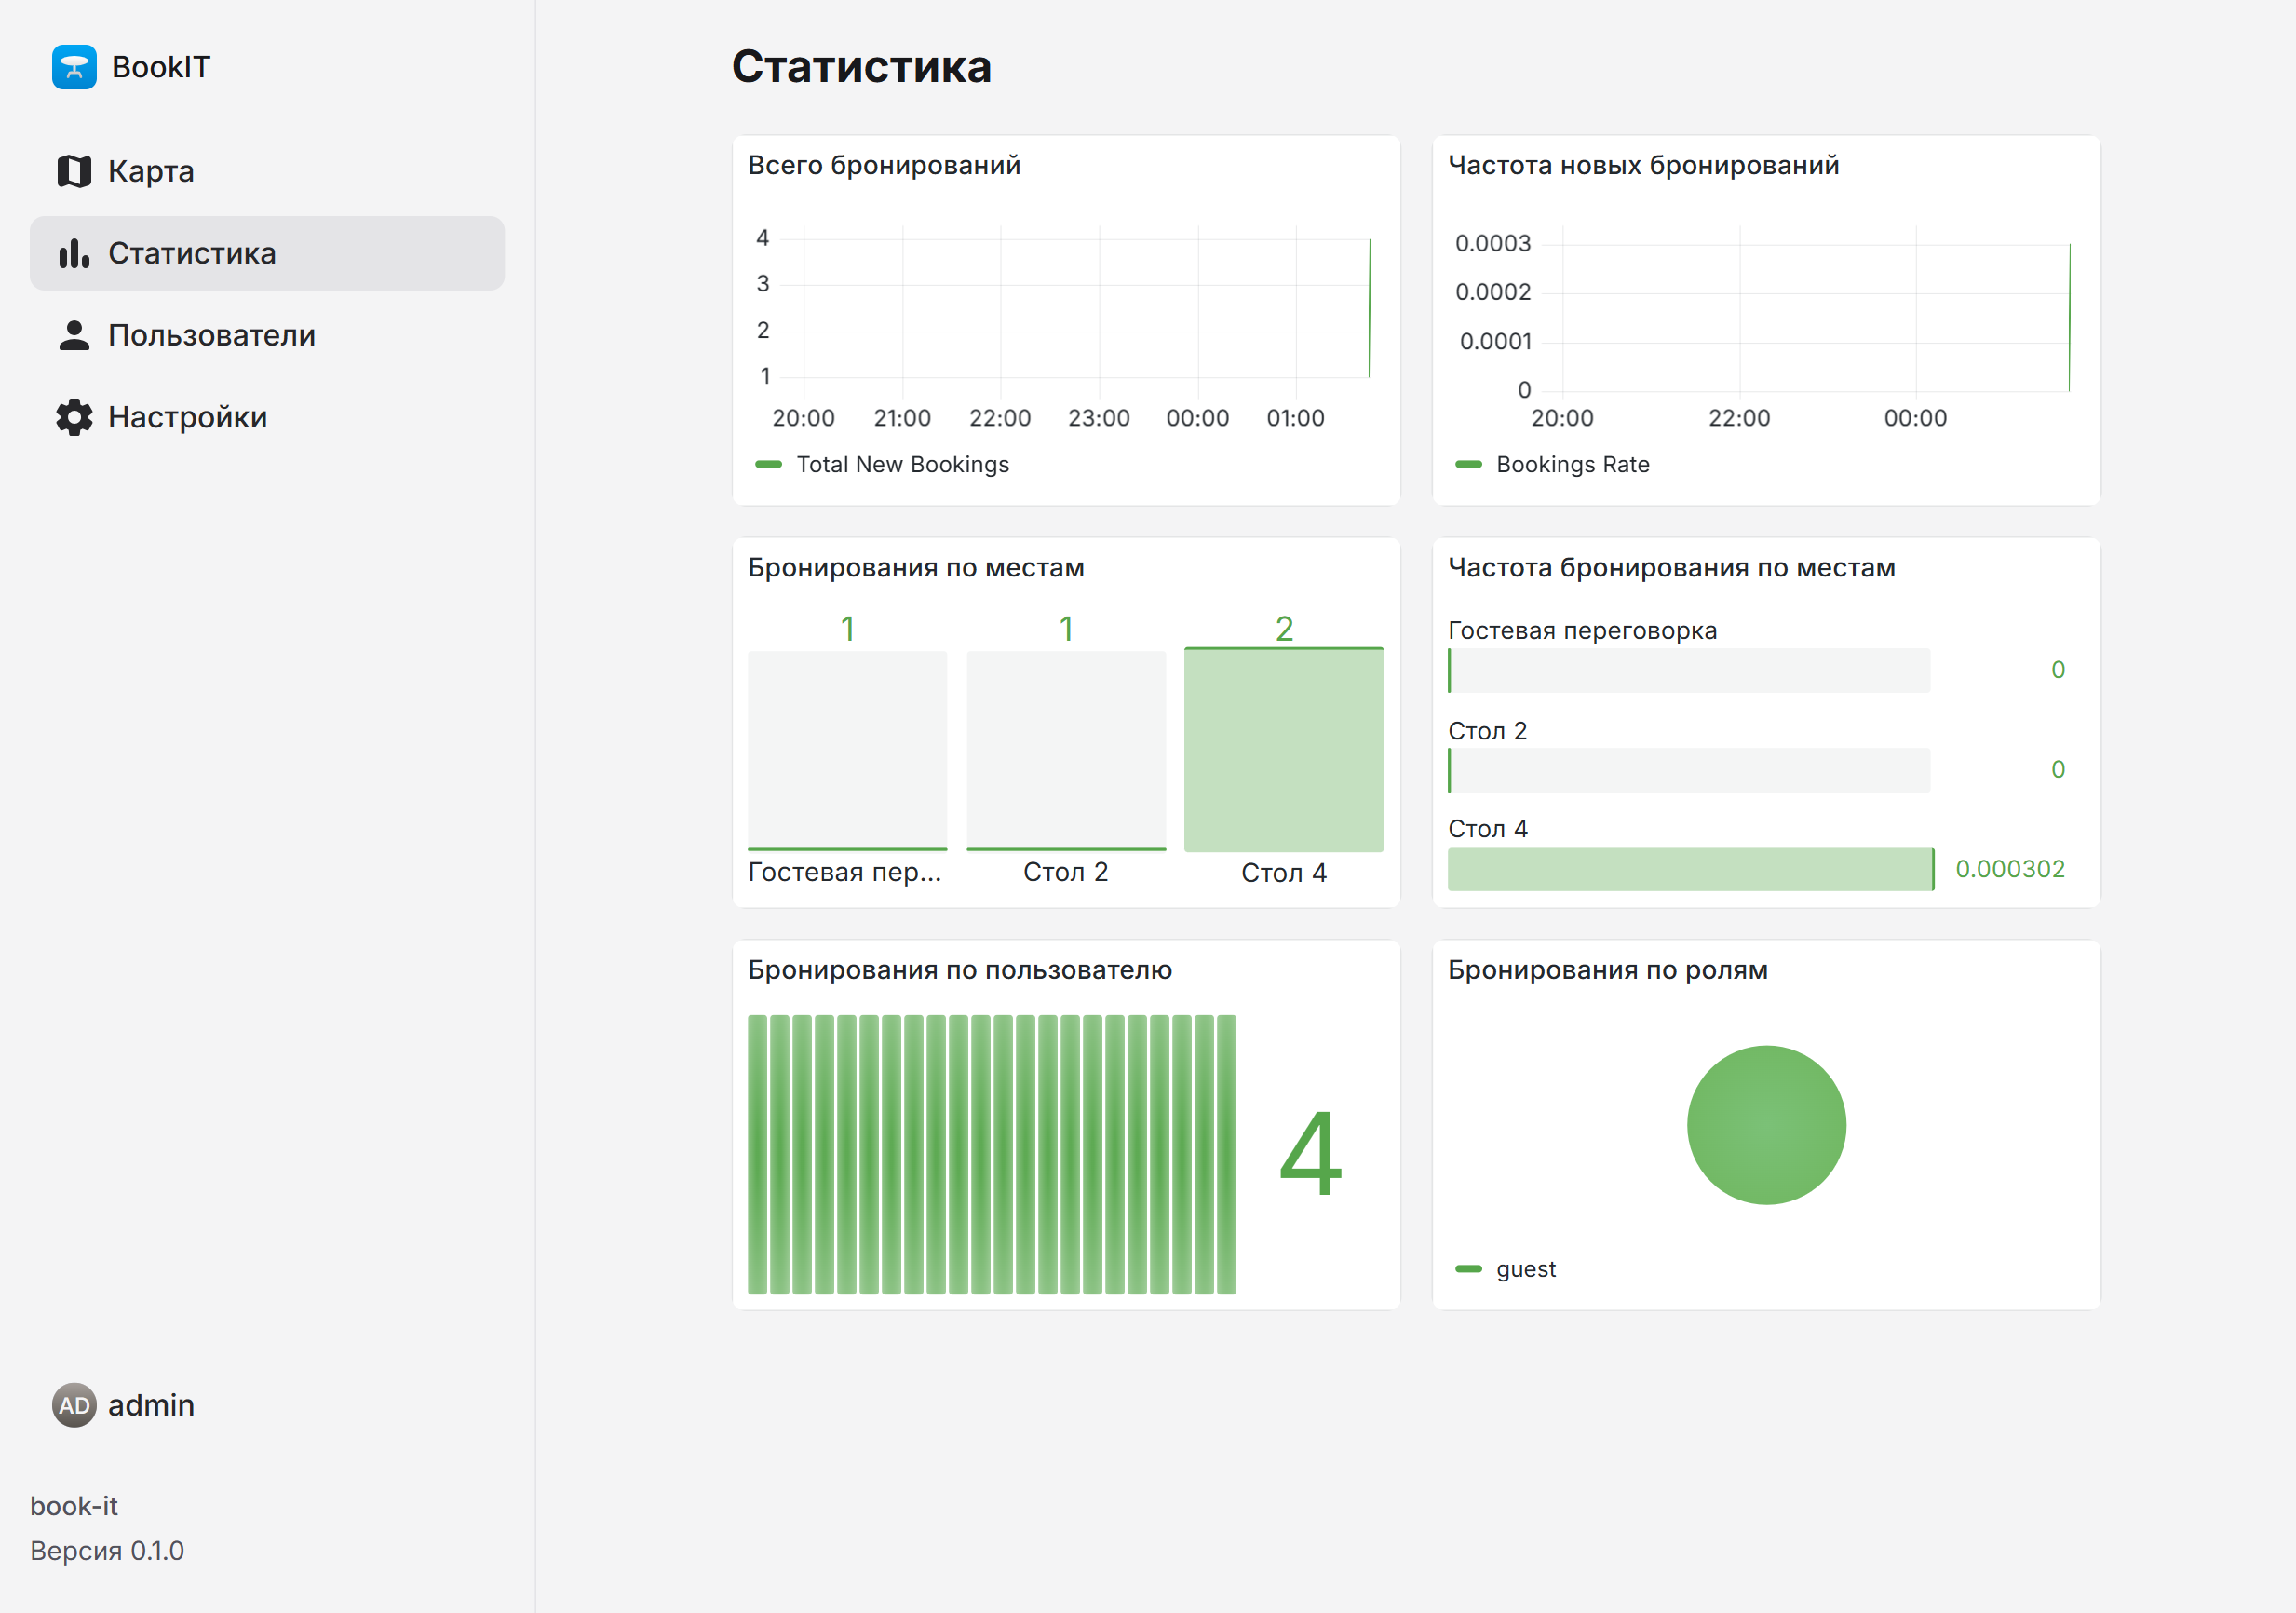 BookIT
Карта
Статистика
Пользователи
Настройки
AD admin
book-it
Версия 0.1.0
Статистика
Всего бронирований
4
3
2
1
20:00 21:00 22:00 23:00 00:00 01:00
Total New Bookings
Частота новых бронирований
0.0003
0.0002
0.0001
0
20:00 22:00 00:00
Bookings Rate
Бронирования по местам
1 1 2
Гостевая пер... Стол 2 Стол 4
Частота бронирования по местам
Гостевая переговорка
0
Стол 2
0
Стол 4
0.000302
Бронирования по пользователю
4
Бронирования по ролям
guest